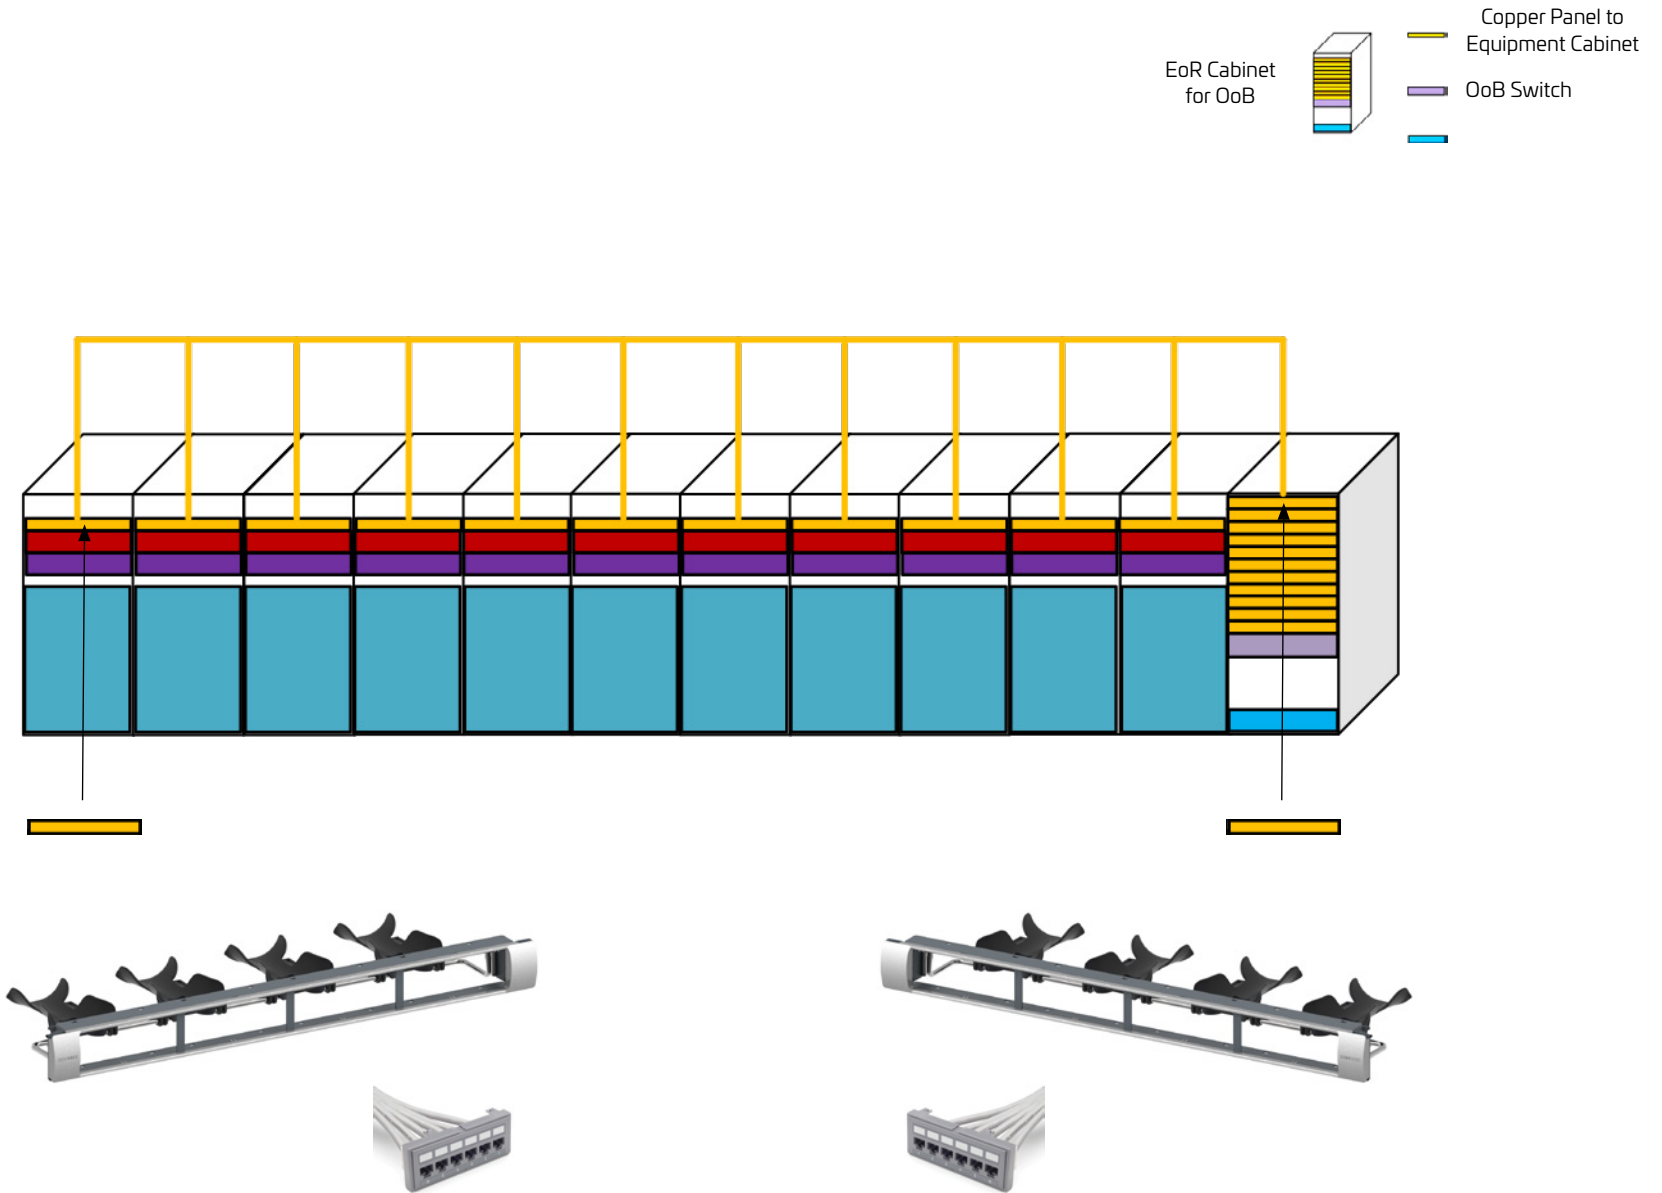 Copper Panel to
Equipment Cabinet
EoR Cabinet
for OoB
OoB Switch